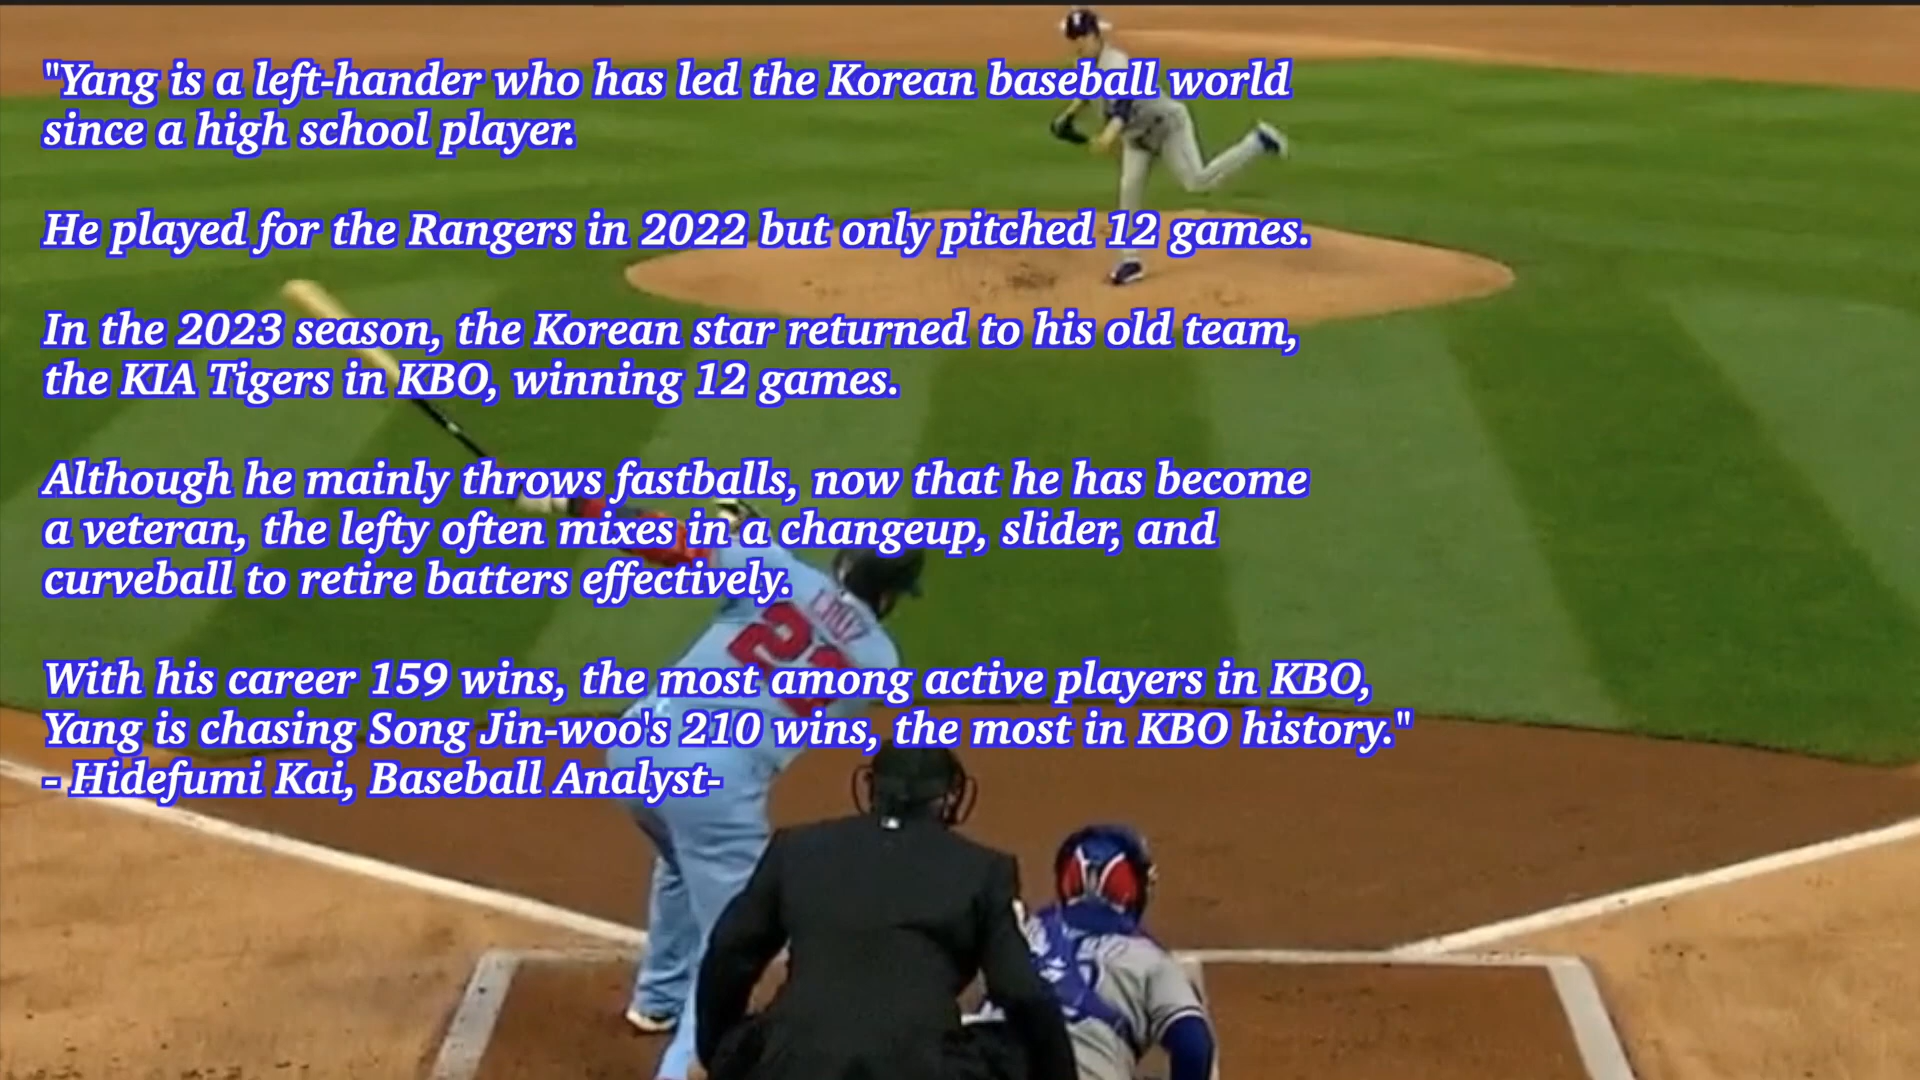 "Yang is a left-hander who has led the Korean baseball world
since a high school player.
He played for the Rangers in 2022 but only pitched 12 games.
In the 2023 season, the Korean star returned to his old team,
the KIA Tigers in KBO, winning 12 games.
Although he mainly throws fastballs, now that he has become
a veteran, the lefty often mixes in a changeup, slider, and
curveball to retire batters effectively.
CRUZ
23
With his career 159 wins, the most among active players in KBO,
Yang is chasing Song Jin-woo's 210 wins, the most in KBO history."
- Hidefumi Kai, Baseball Analyst-